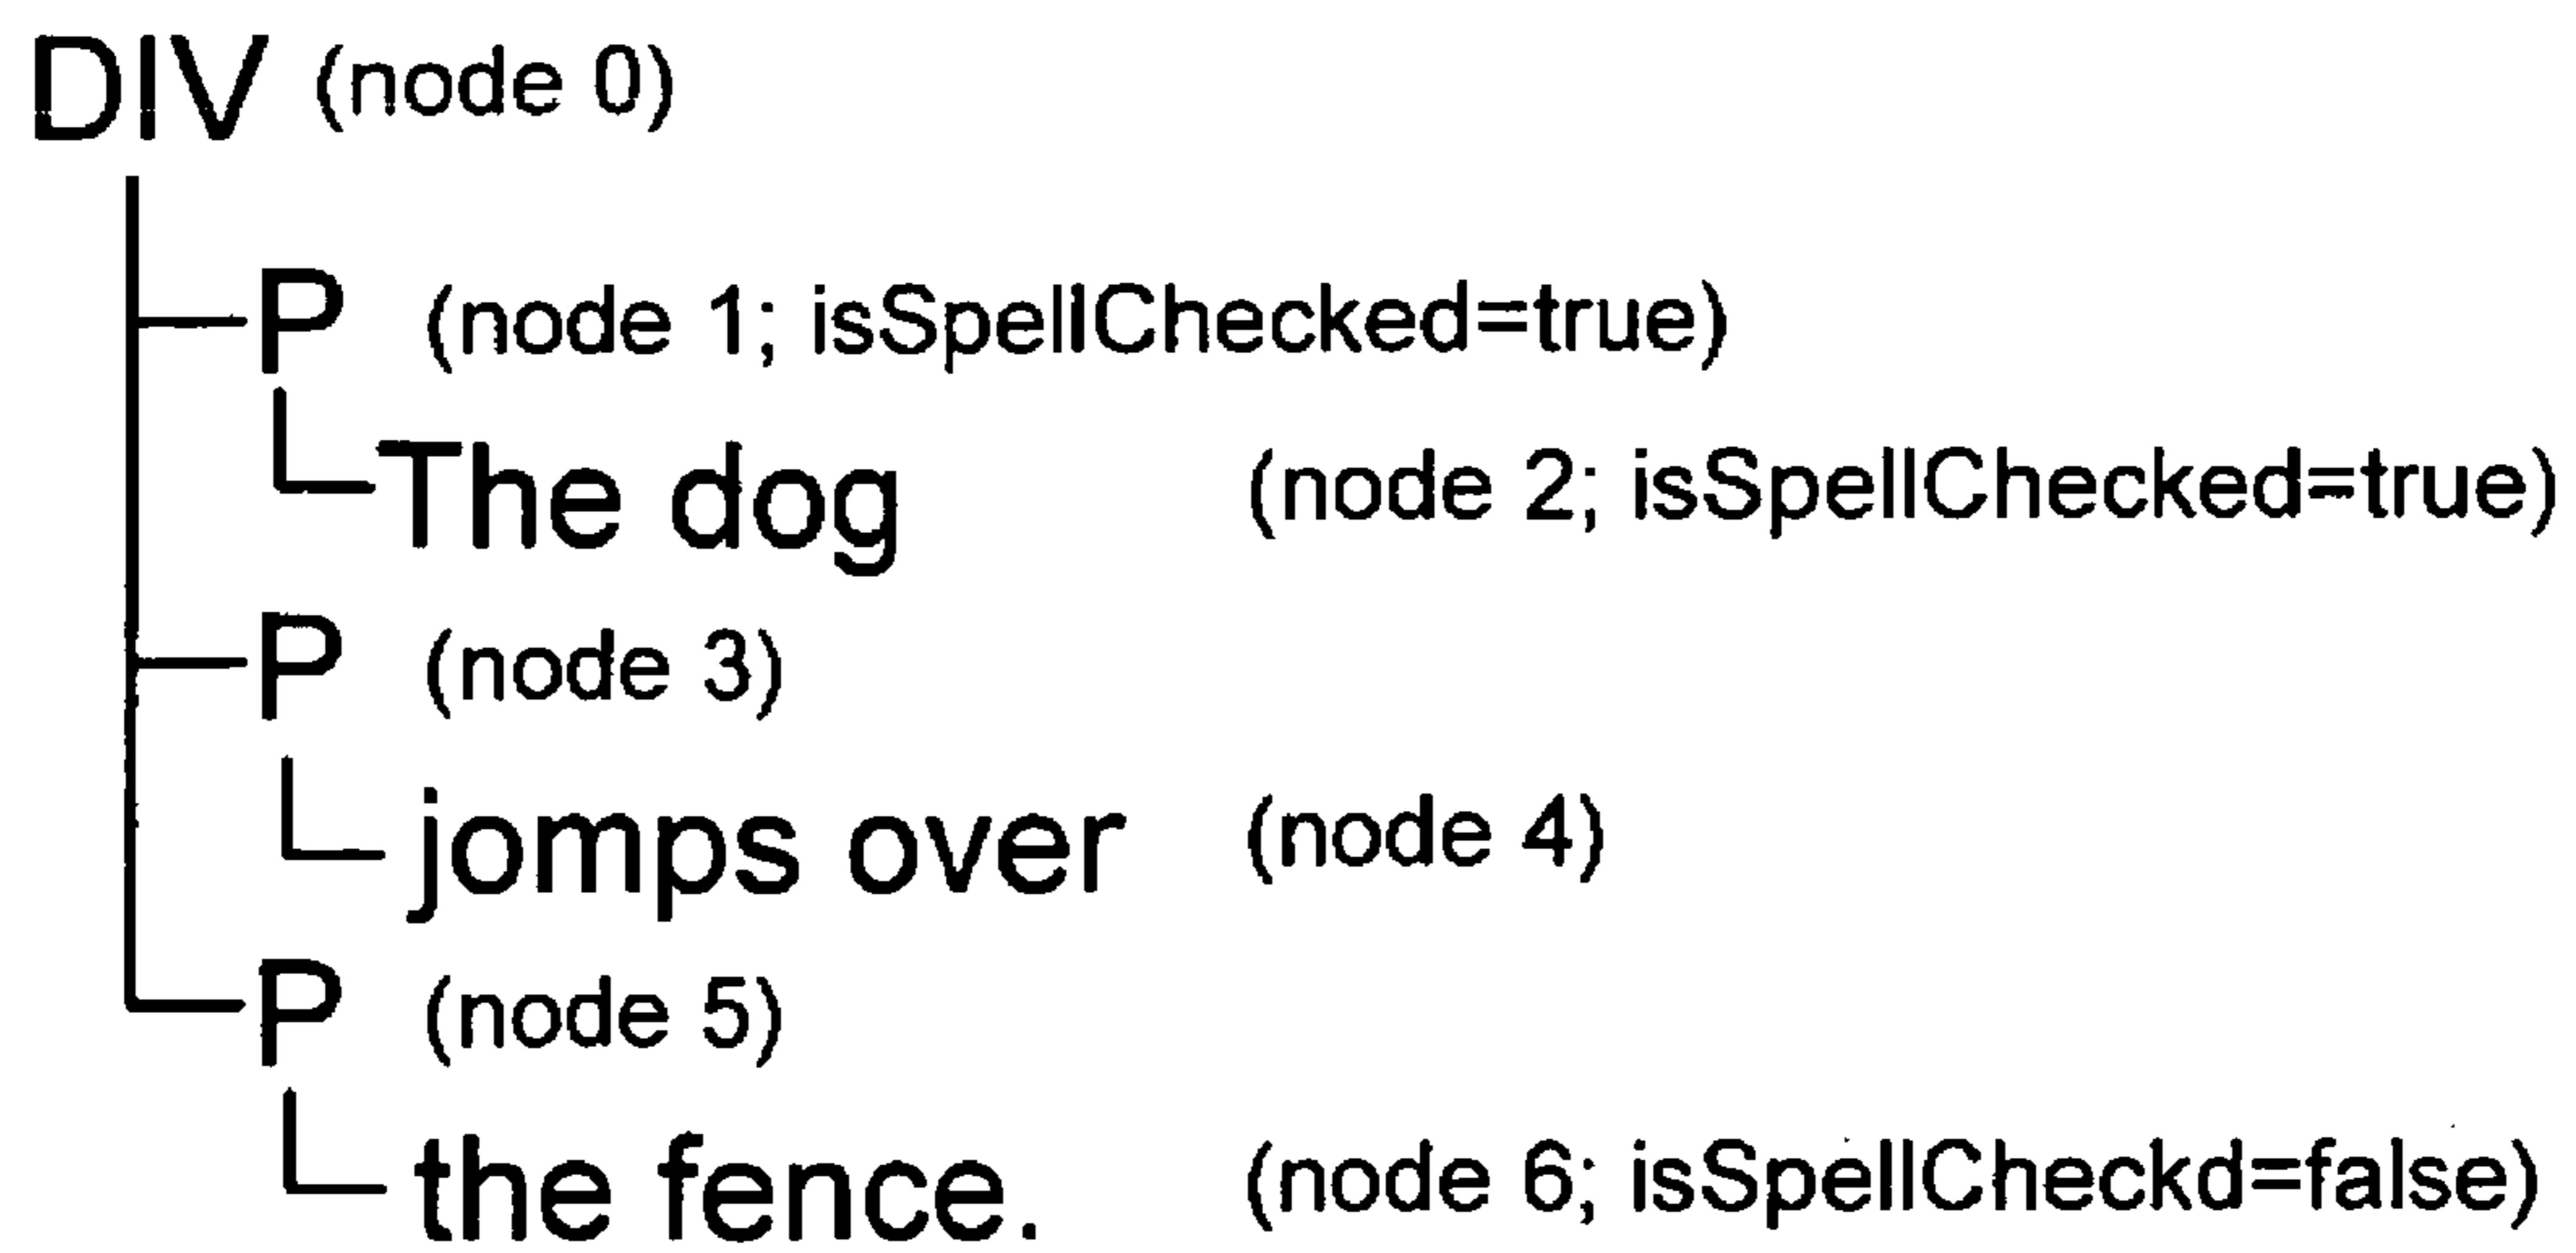 DIV (node 0)
P (node 1; isSpellChecked=true)
The dog (node 2; isSpellChecked=true)
P (node 3)
jomps over (node 4)
P (node 5)
the fence. (node 6; isSpellCheckd=false)